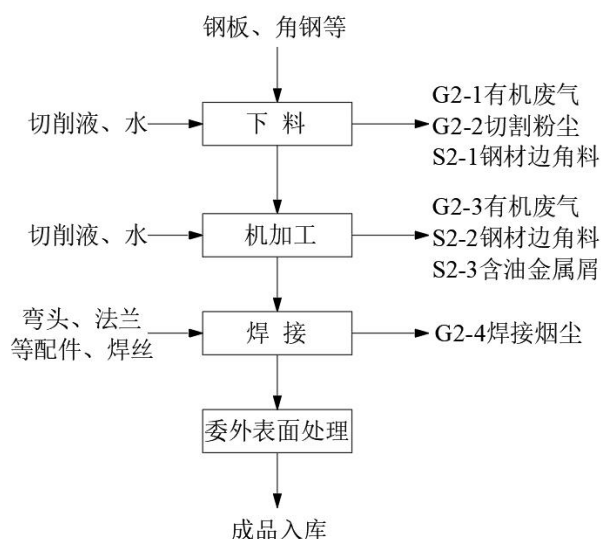 钢板、角钢等
切削液、水
下 料
G2-1有机废气
G2-2切割粉尘
S2-1钢材边角料
切削液、水
机加工
G2-3有机废气
S2-2钢材边角料
S2-3含油金属屑
弯头、法兰
等配件、焊丝
焊 接
G2-4焊接烟尘
委外表面处理
成品入库